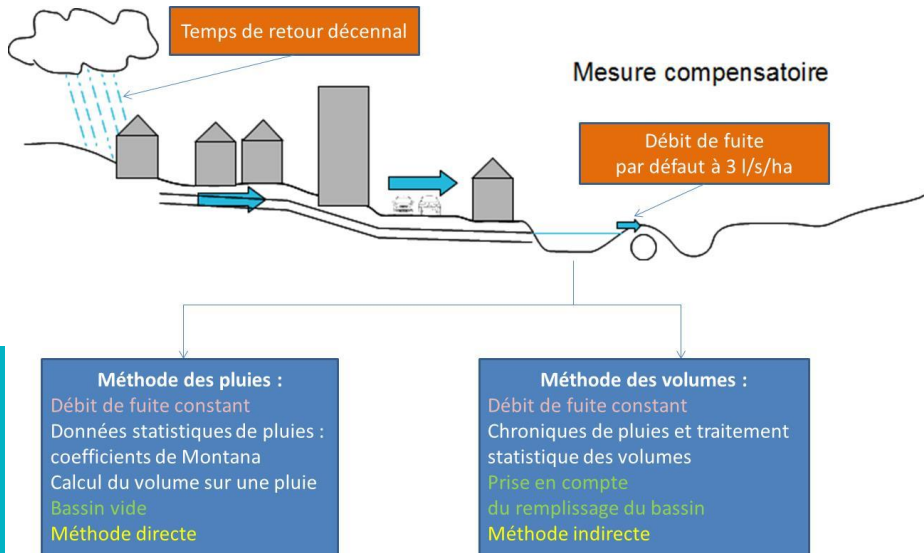 Temps de retour décennal
Mesure compensatoire
Débit de fuite
par défaut à 3 l/s/ha
Méthode des pluies :
Débit de fuite constant
Données statistiques de pluies :
coefficients de Montana
Calcul du volume sur une pluie
Bassin vide
Méthode directe
Méthode des volumes :
Débit de fuite constant
Chroniques de pluies et traitement
statistique des volumes
Prise en compte
du remplissage du bassin
Méthode indirecte